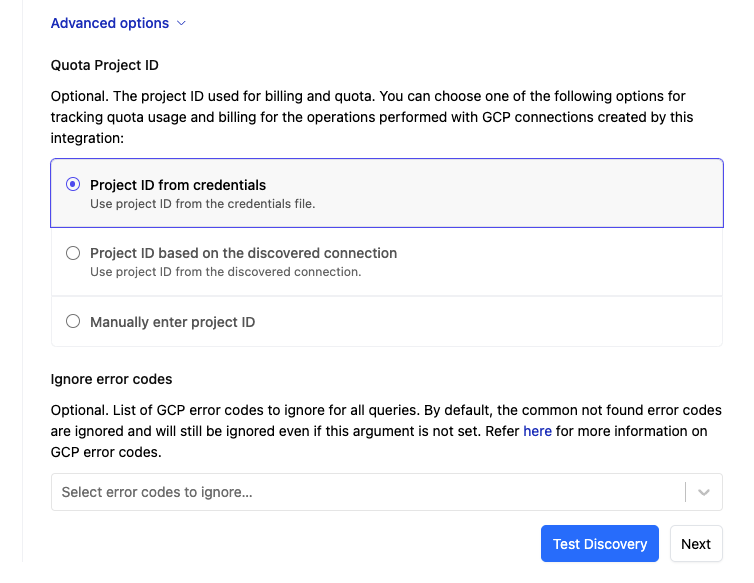 Advanced options
Quota Project ID
Optional. The project ID used for billing and quota. You can choose one of the following options for
tracking quota usage and billing for the operations performed with GCP connections created by this
integration:
Project ID from credentials
Use project ID from the credentials file.
Project ID based on the discovered connection
Use project ID from the discovered connection.
Manually enter project ID
Ignore error codes
Optional. List of GCP error codes to ignore for all queries. By default, the common not found error codes
are ignored and will still be ignored even if this argument is not set. Refer here for more information on
GCP error codes.
Select error codes to ignore...
Test Discovery
Next